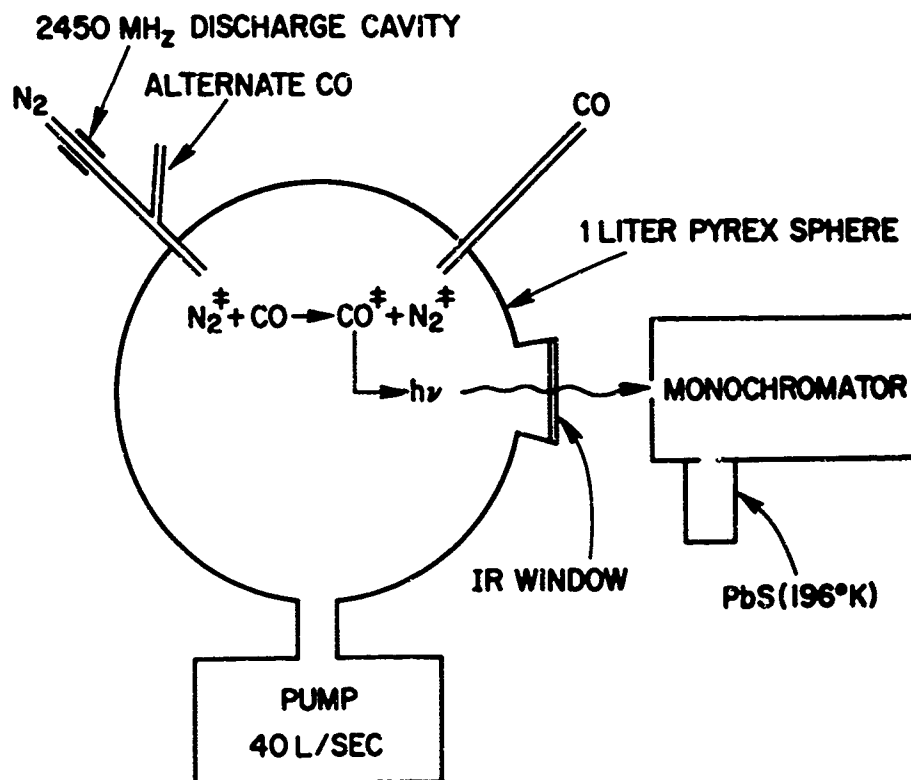 2450 MHz DISCHARGE CAVITY
ALTERNATE CO
N2
CO
1 LITER PYREX SPHERE
N2‡ + CO → CO‡ + N2‡
hν
MONOCHROMATOR
IR WINDOW
PbS (196°K)
PUMP
40 L/SEC